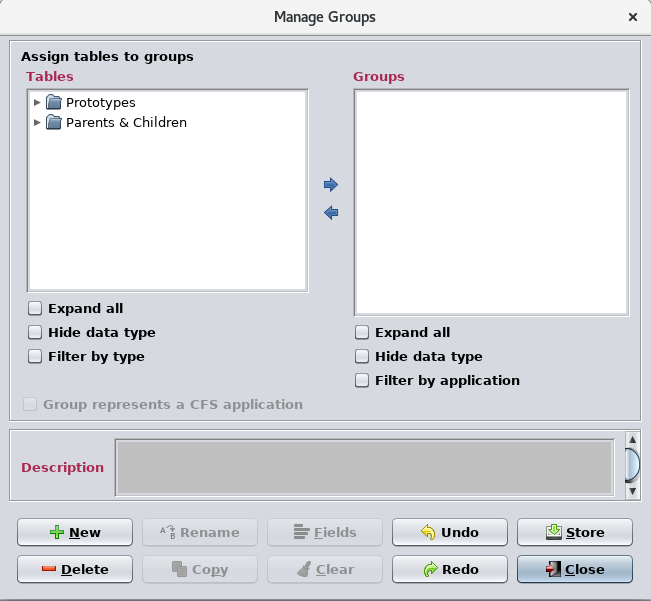 Manage Groups
Assign tables to groups
Tables
Groups
Prototypes
Parents & Children
Expand all
Hide data type
Filter by type
Expand all
Hide data type
Filter by application
Group represents a CFS application
Description
New
Rename
Fields
Undo
Store
Delete
Copy
Clear
Redo
Close